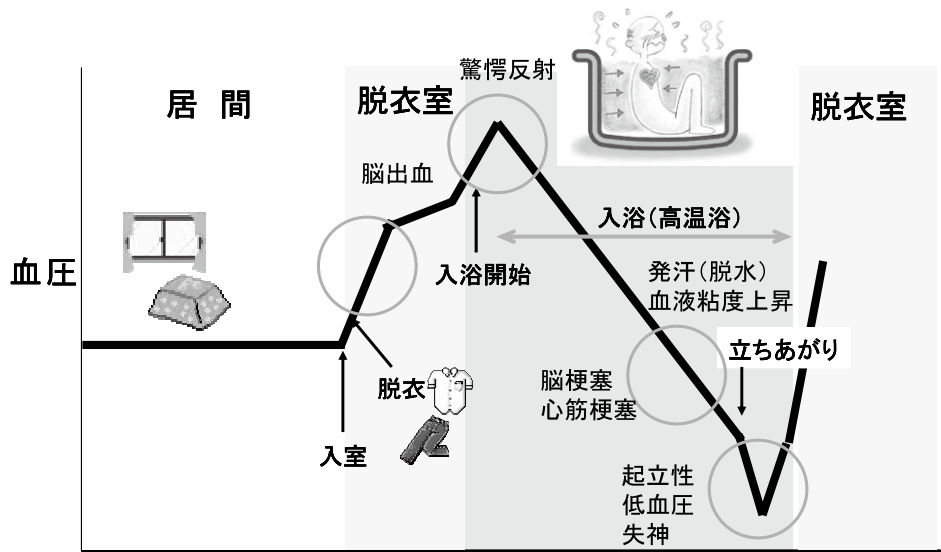 驚愕反射
居 間
脱衣室
脱衣室
脳出血
入浴(高温浴)
血圧
入浴開始
発汗(脱水)
血液粘度上昇
立ちあがり
脱衣
脳梗塞
心筋梗塞
入室
起立性
低血圧
失神